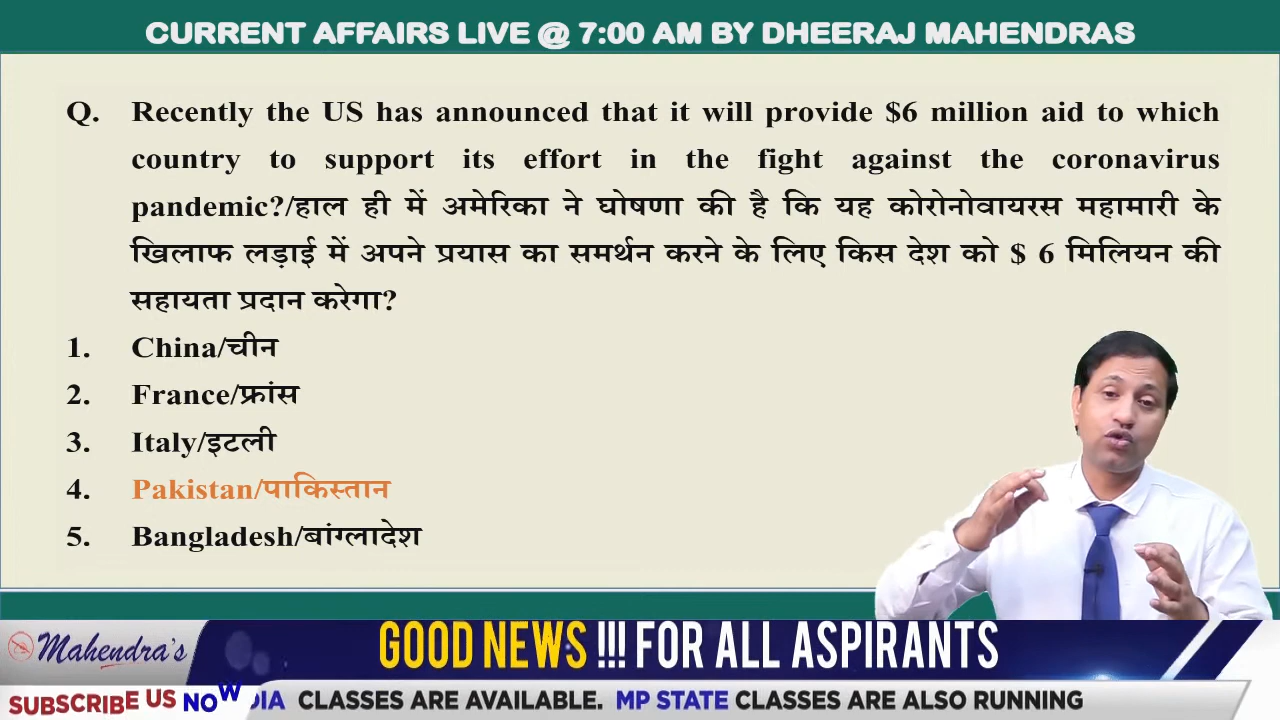 CURRENT AFFAIRS LIVE @ 7:00 AM BY DHEERAJ MAHENDRAS
Q. Recently the US has announced that it will provide $6 million aid to which
country to support its effort in the fight against the coronavirus
pandemic?/हाल ही में अमेरिका ने घोषणा की है कि यह कोरोनोवायरस महामारी के
खिलाफ लड़ाई में अपने प्रयास का समर्थन करने के लिए किस देश को $ 6 मिलियन की
सहायता प्रदान करेगा?
1. China/चीन
2. France/फ्रांस
3. Italy/इटली
4. Pakistan/पाकिस्तान
5. Bangladesh/बांग्लादेश
Mahendra's
GOOD NEWS !!! FOR ALL ASPIRANTS
SUBSCRIBE US NOW
DIA CLASSES ARE AVAILABLE. MP STATE CLASSES ARE ALSO RUNNING